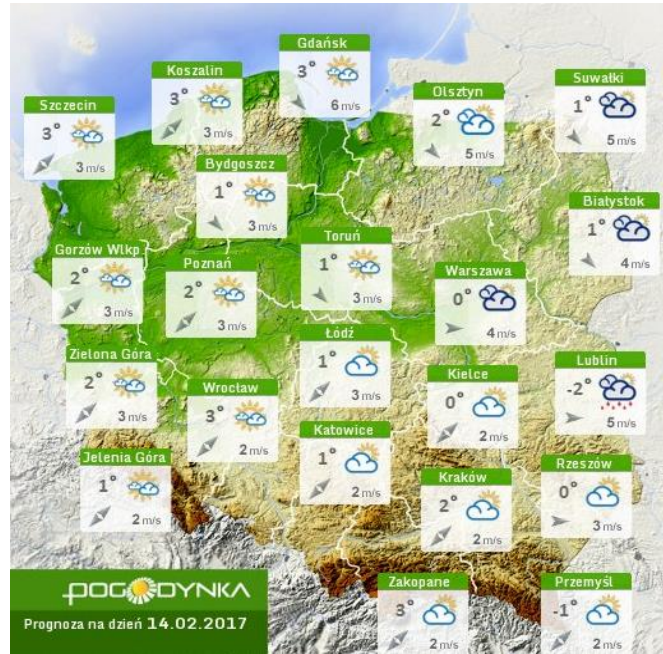 Gdańsk
3°
6 m/s
Koszalin
3°
3 m/s
Suwałki
1°
5 m/s
Olsztyn
2°
5 m/s
Szczecin
3°
3 m/s
Bydgoszcz
1°
3 m/s
Białystok
1°
4 m/s
Toruń
1°
3 m/s
Gorzów Wlkp
2°
3 m/s
Poznań
2°
3 m/s
Warszawa
0°
4 m/s
Łódź
1°
3 m/s
Zielona Góra
2°
3 m/s
Lublin
-2°
5 m/s
Kielce
0°
2 m/s
Wrocław
3°
2 m/s
Katowice
1°
2 m/s
Jelenia Góra
1°
2 m/s
Rzeszów
0°
3 m/s
Kraków
2°
2 m/s
Zakopane
3°
2 m/s
Przemyśl
-1°
2 m/s
POGODYNKA
Prognoza na dzień 14.02.2017